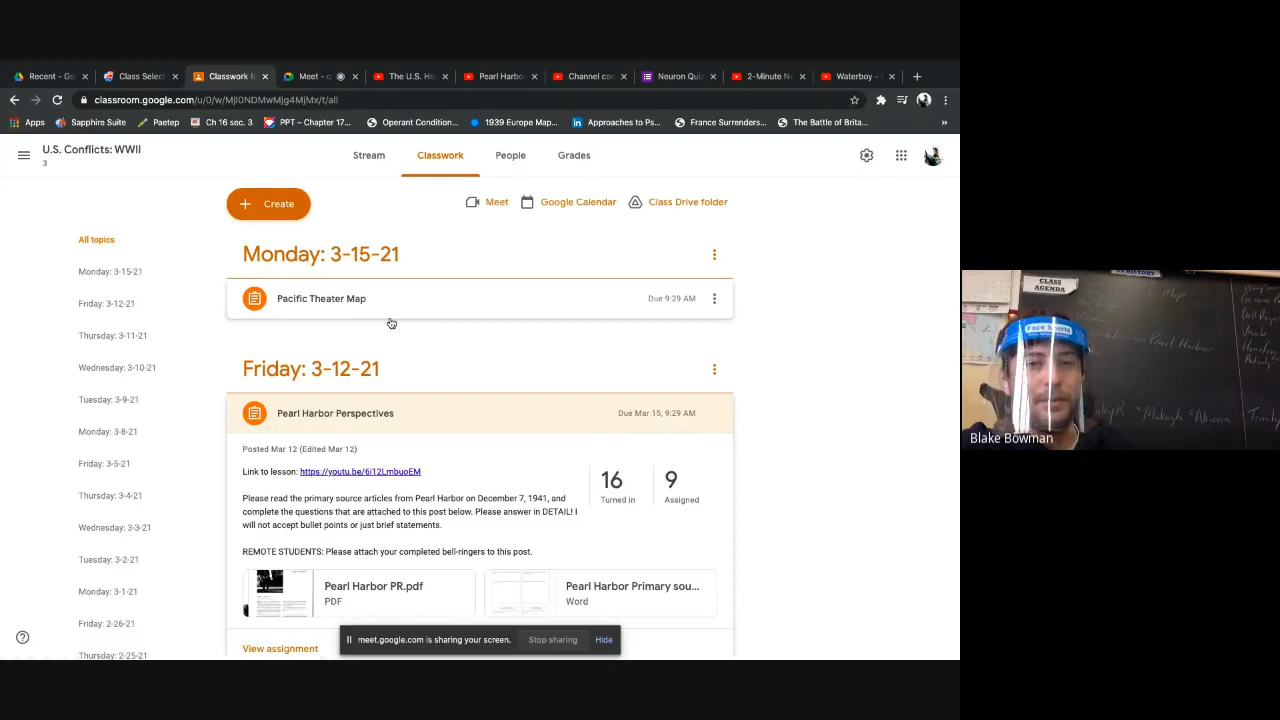 Recent - Go
Class Select
Classwork fo
Meet - q
The U.S. Ho
Pearl Harbo
Channel con
Neuron Quiz
2-Minute Ne
Waterboy -
classroom.google.com/u/0/w/MjI0NDMwMjg4MjMx/t/all
Apps
Sapphire Suite
Paetep
Ch 16 sec. 3
PPT – Chapter 17...
Operant Condition...
1939 Europe Map...
Approaches to Ps...
France Surrenders...
The Battle of Brita...
»
U.S. Conflicts: WWII
3
Stream
Classwork
People
Grades
Create
Meet
Google Calendar
Class Drive folder
All topics
Monday: 3-15-21
Friday: 3-12-21
Thursday: 3-11-21
Wednesday: 3-10-21
Tuesday: 3-9-21
Monday: 3-8-21
Friday: 3-5-21
Thursday: 3-4-21
Wednesday: 3-3-21
Tuesday: 3-2-21
Monday: 3-1-21
Friday: 2-26-21
Thursday: 2-25-21
Monday: 3-15-21
Pacific Theater Map
Due 9:29 AM
Friday: 3-12-21
Pearl Harbor Perspectives
Due Mar 15, 9:29 AM
Posted Mar 12 (Edited Mar 12)
Link to lesson: https://youtu.be/6i12LmbuoEM
16
Turned in
9
Assigned
Please read the primary source articles from Pearl Harbor on December 7, 1941, and
complete the questions that are attached to this post below. Please answer in DETAIL! I
will not accept bullet points or just brief statements.
REMOTE STUDENTS: Please attach your completed bell-ringers to this post.
Pearl Harbor PR.pdf
PDF
Pearl Harbor Primary sou...
Word
meet.google.com is sharing your screen.
Stop sharing
Hide
View assignment
CLASS
AGENDA
HISTORY
Map
Pearl Harbor
Face Shield
Makayla
Blake Bowman